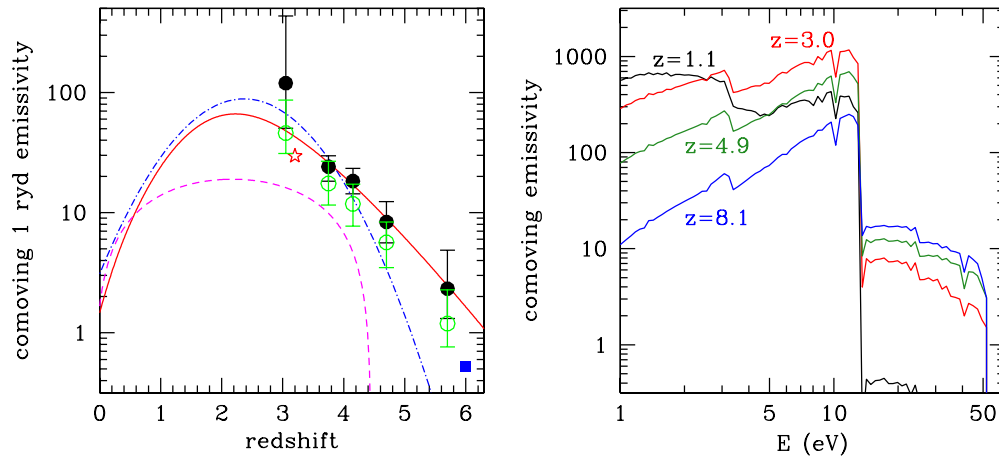 comoving 1 ryd emissivity
100
10
1
0 1 2 3 4 5 6
redshift
comoving emissivity
1000
100
10
1
z=1.1
z=3.0
z=4.9
z=8.1
1 5 10 50
E (eV)